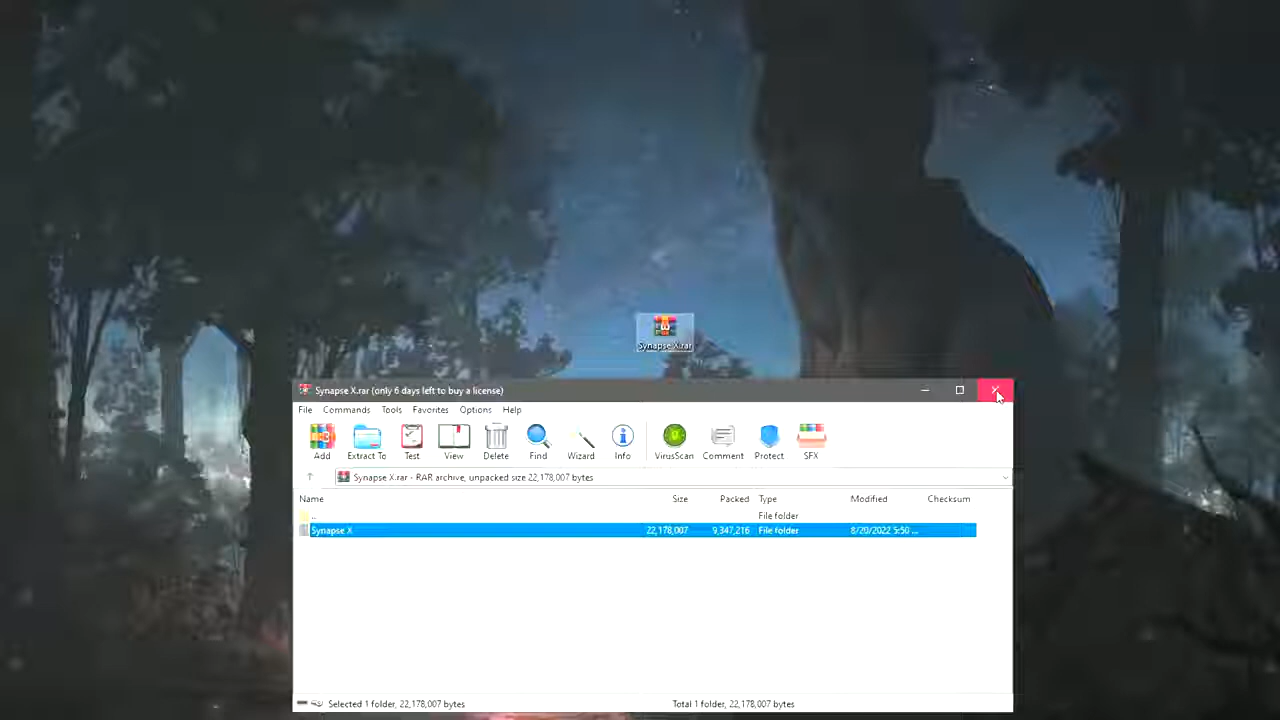 Synapse X.rar
Synapse X.rar (only 6 days left to buy a license)
File Commands Tools Favorites Options Help
Add Extract To Test View Delete Find Wizard Info VirusScan Comment Protect SFX
Synapse X.rar - RAR archive, unpacked size 22,178,007 bytes
Name Size Packed Type Modified Checksum
.. File folder
Synapse X 22,178,007 9,347,216 File folder 8/20/2022 5:50 ...
Selected 1 folder, 22,178,007 bytes Total 1 folder, 22,178,007 bytes